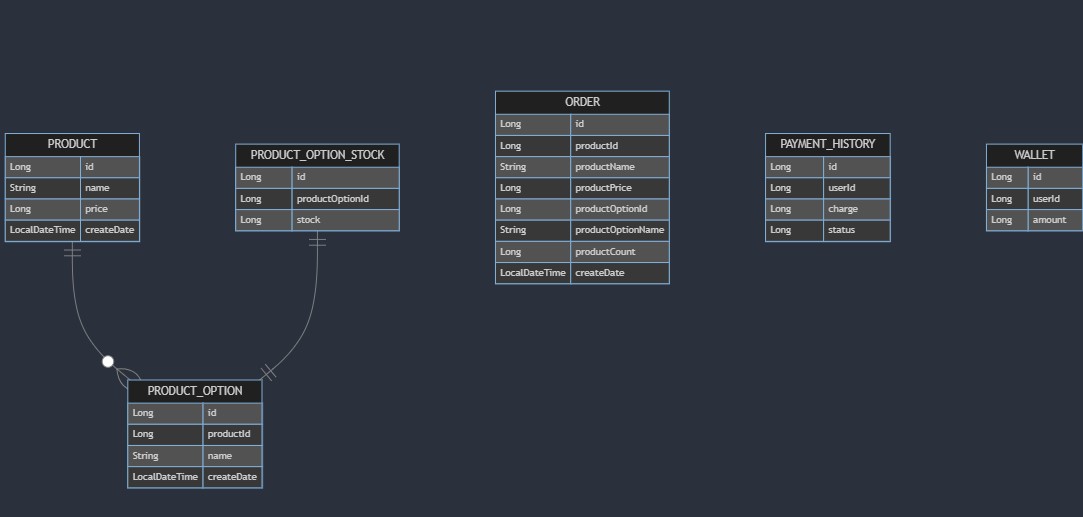 PRODUCT
Long id
String name
Long price
LocalDateTime createDate
PRODUCT_OPTION_STOCK
Long id
Long productOptionId
Long stock
ORDER
Long id
Long productId
String productName
Long productPrice
Long productOptionId
String productOptionName
Long productCount
LocalDateTime createDate
PAYMENT_HISTORY
Long id
Long userId
Long charge
Long status
WALLET
Long id
Long userId
Long amount
PRODUCT_OPTION
Long id
Long productId
String name
LocalDateTime createDate